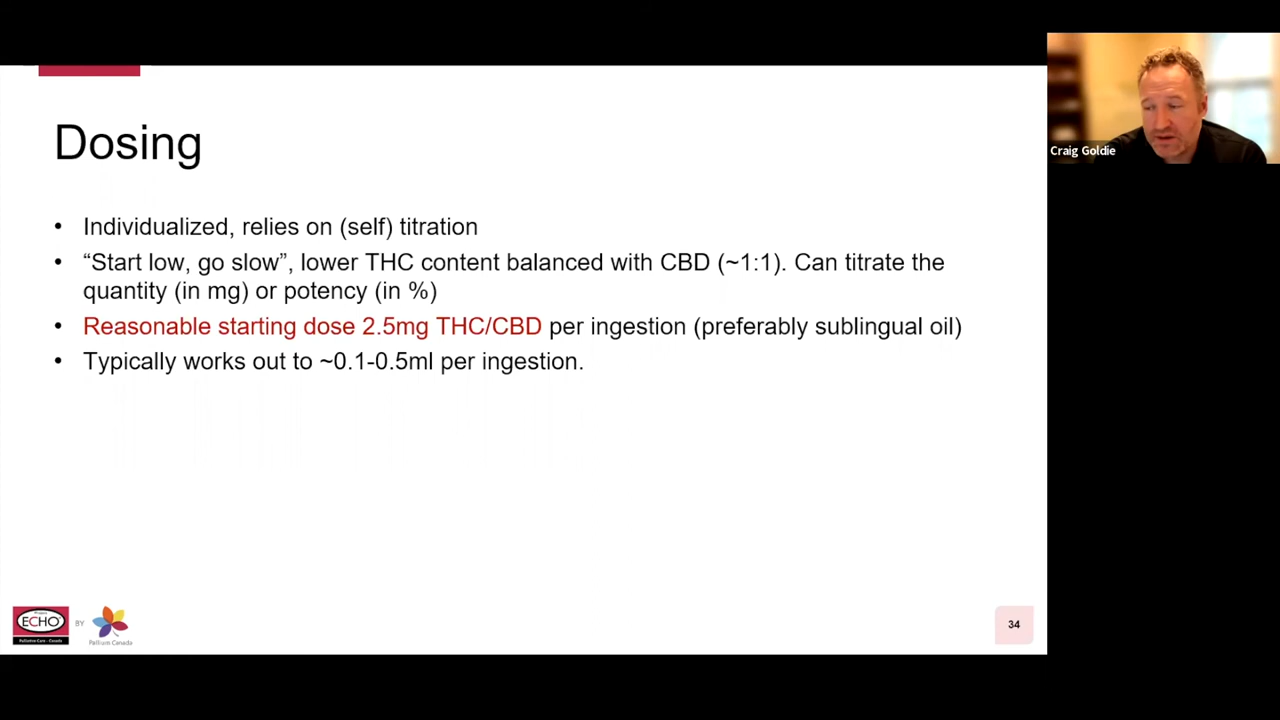 Dosing
• Individualized, relies on (self) titration
• “Start low, go slow”, lower THC content balanced with CBD (~1:1). Can titrate the
quantity (in mg) or potency (in %)
• Reasonable starting dose 2.5mg THC/CBD per ingestion (preferably sublingual oil)
• Typically works out to ~0.1-0.5ml per ingestion.
Craig Goldie
ECHO
Palliative Care - Canada
BY
Pallium Canada
34